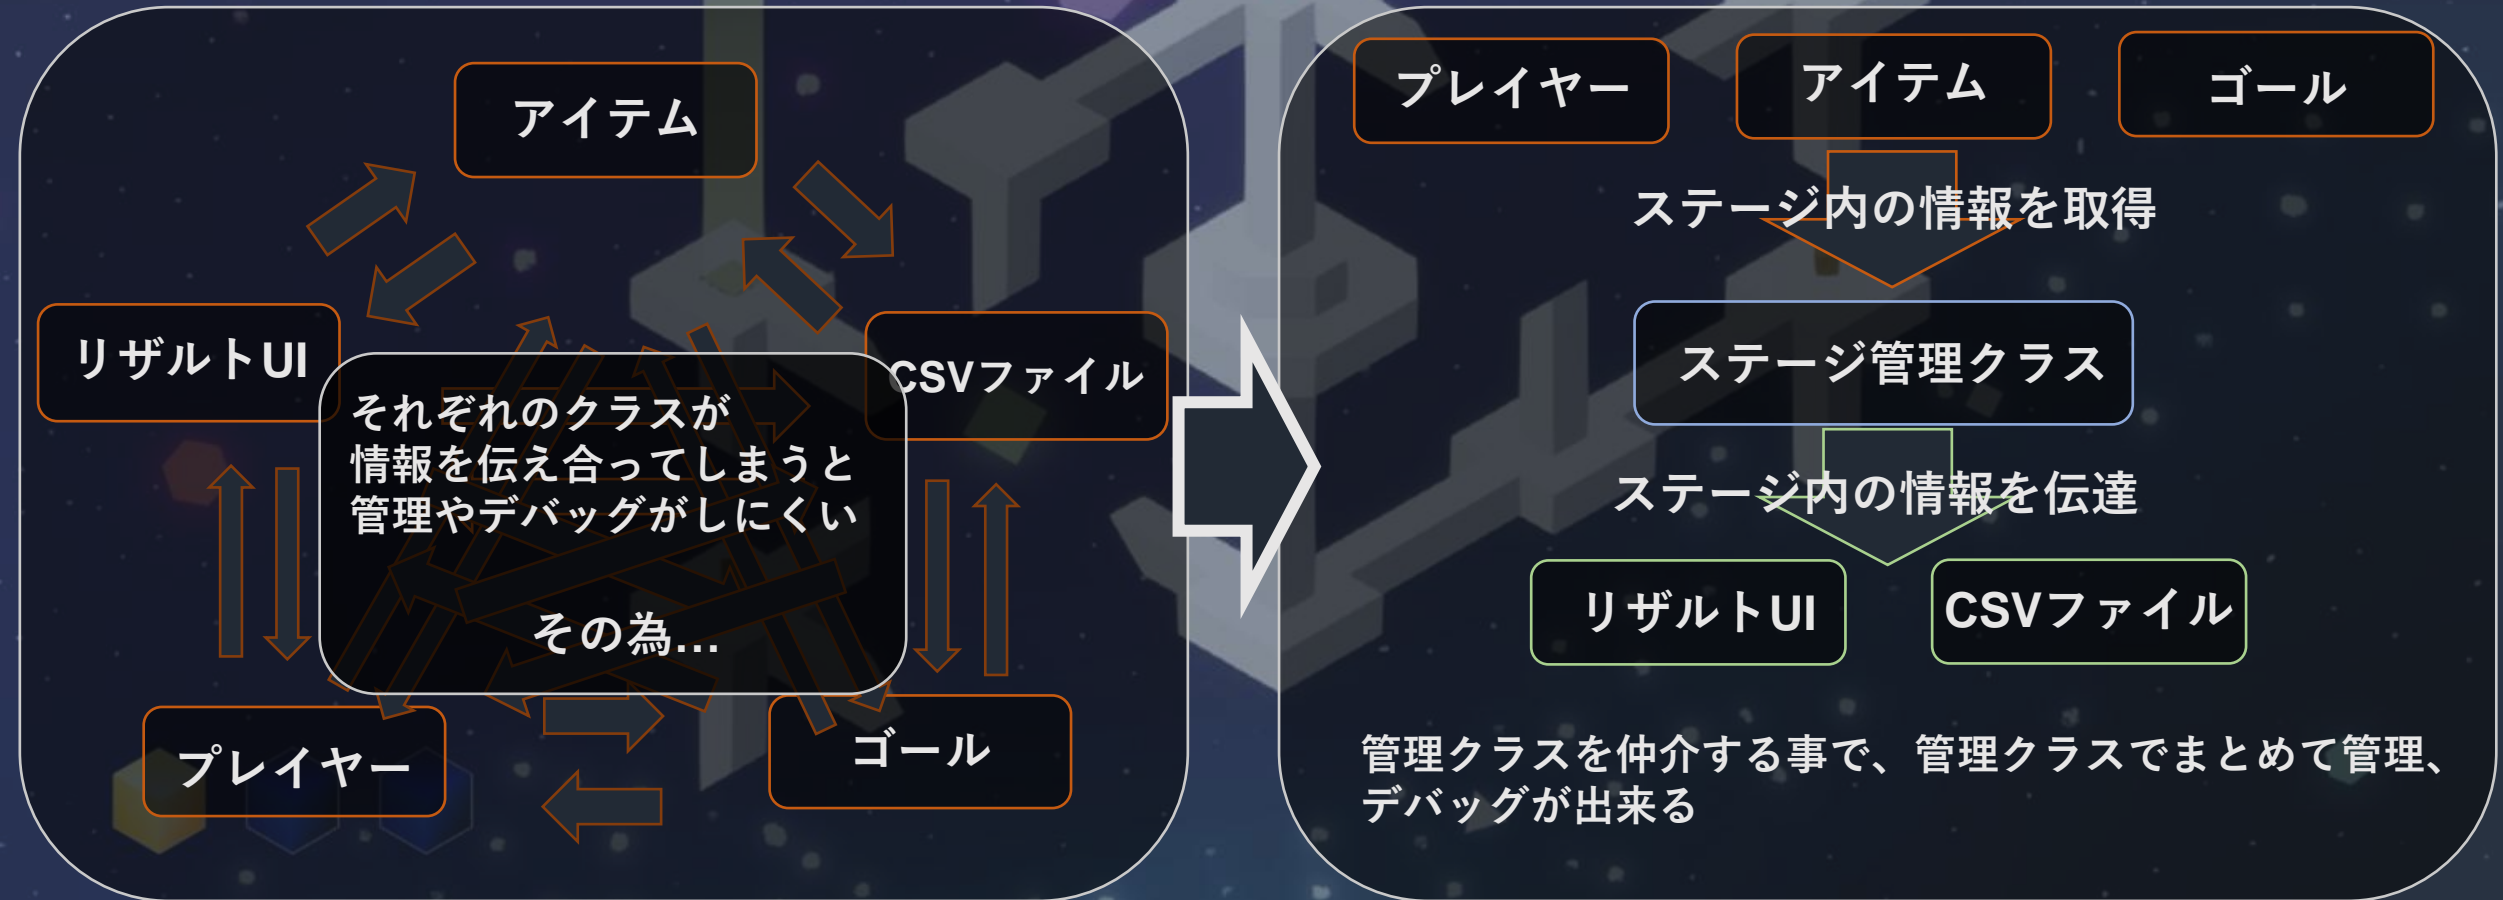 アイテム
リザルトUI
CSVファイル
それぞれのクラスが
情報を伝え合ってしまうと
管理やデバッグがしにくい
その為…
プレイヤー
ゴール
プレイヤー
アイテム
ゴール
ステージ内の情報を取得
ステージ管理クラス
ステージ内の情報を伝達
リザルトUI
CSVファイル
管理クラスを仲介する事で、管理クラスでまとめて管理、
デバッグが出来る